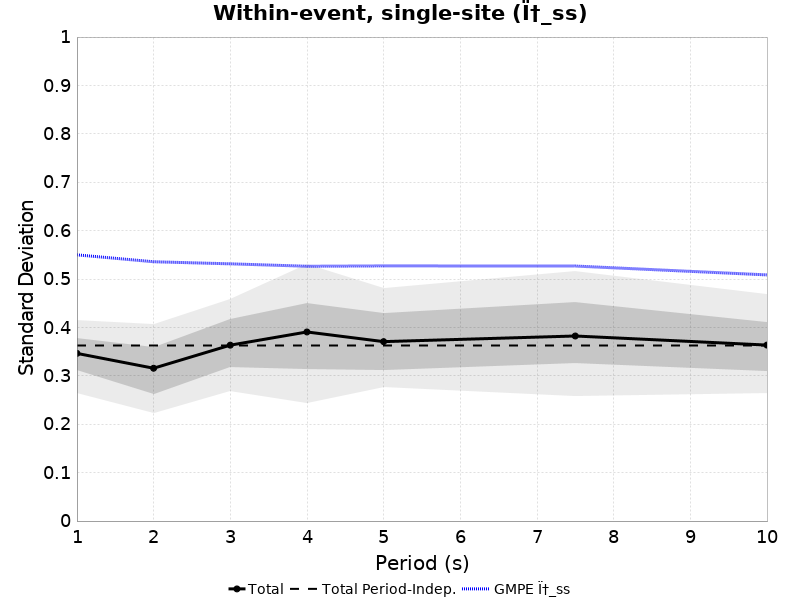 Within-event, single-site (Ï†_ss)
1
0.9
0.8
0.7
0.6
0.5
0.4
0.3
0.2
0.1
0
Standard Deviation
1 2 3 4 5 6 7 8 9 10
Period (s)
Total Total Period-Indep. GMPE Ï†_ss